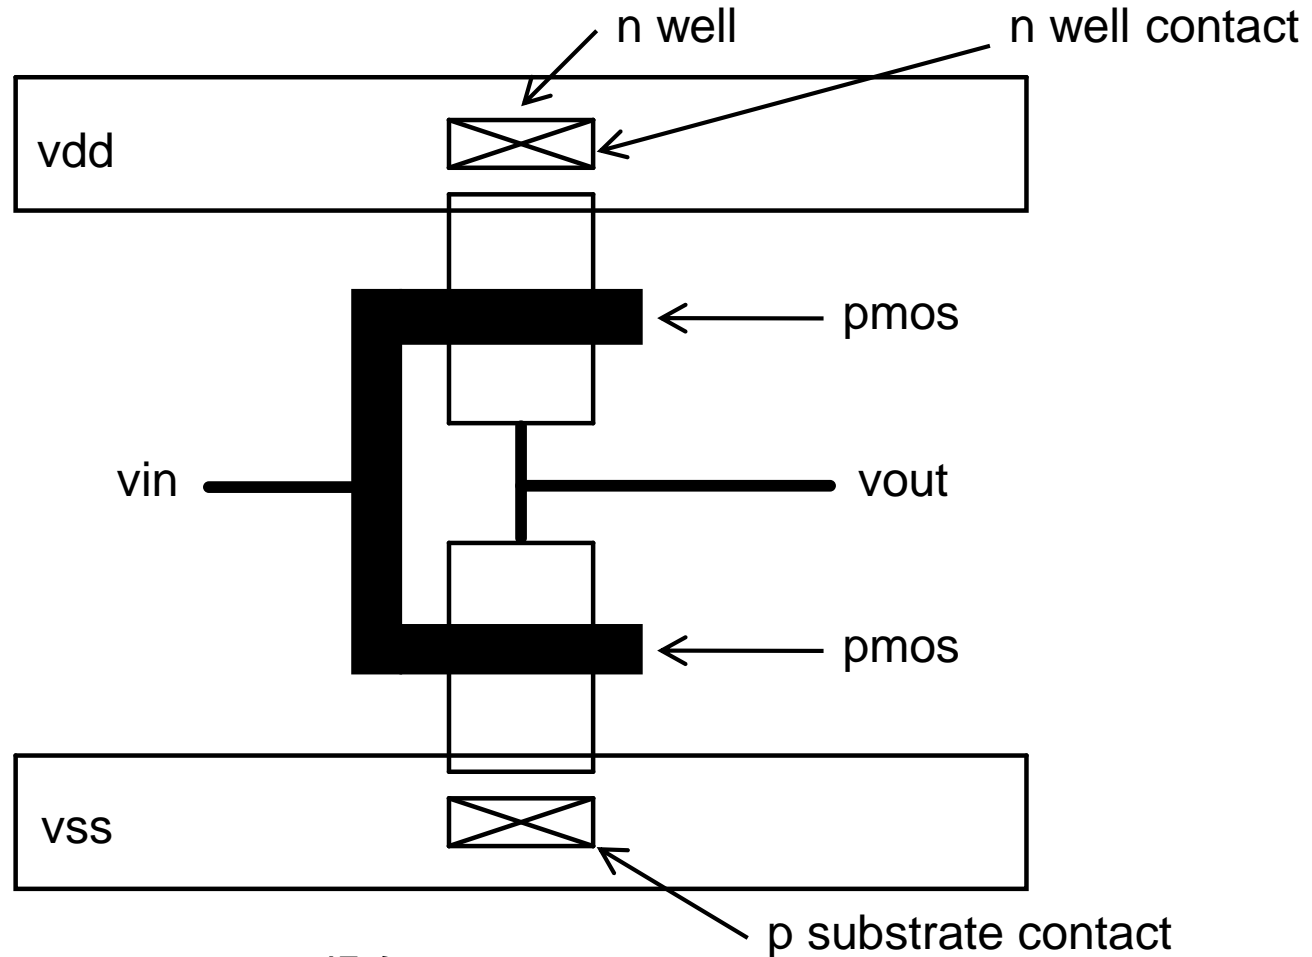 n well
n well contact
vdd
pmos
vin
vout
pmos
vss
p substrate contact